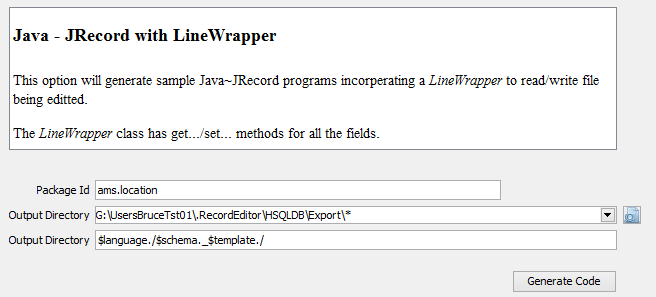 Java - JRecord with LineWrapper
This option will generate sample Java~JRecord programs incorperating a LineWrapper to read/write file
being editted.
The LineWrapper class has get.../set... methods for all the fields.
Package Id ams.location
Output Directory G:\UsersBruceTst01\.RecordEditor\HSQLDB\Export\*
Output Directory $language./$schema._$template./
Generate Code